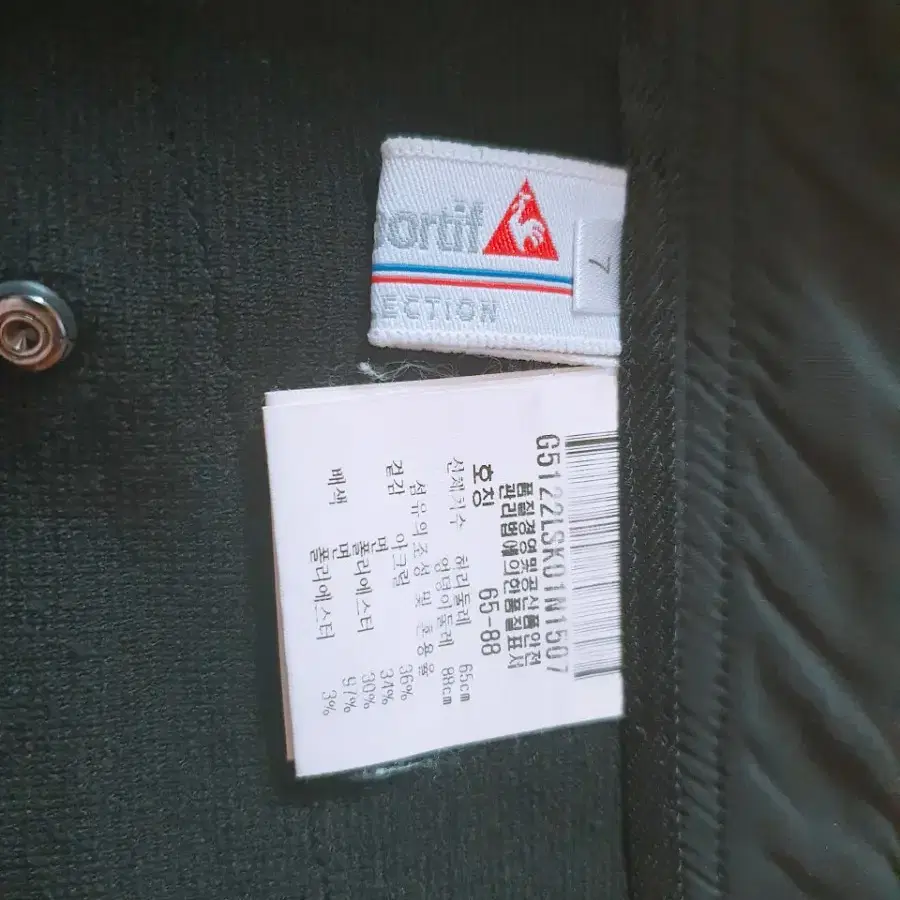 ortif
ECTION
7
G5122LSK01N1507
품질경영및공산품안전
관리법에의한품질표시
호칭 65-88
신체치수 허리둘레 65cm
엉덩이둘레 88cm
섬유의 조성 및 혼용율
겉감 아크릴 36%
면 34%
폴리에스터 30%
배색 면 97%
폴리에스터 3%